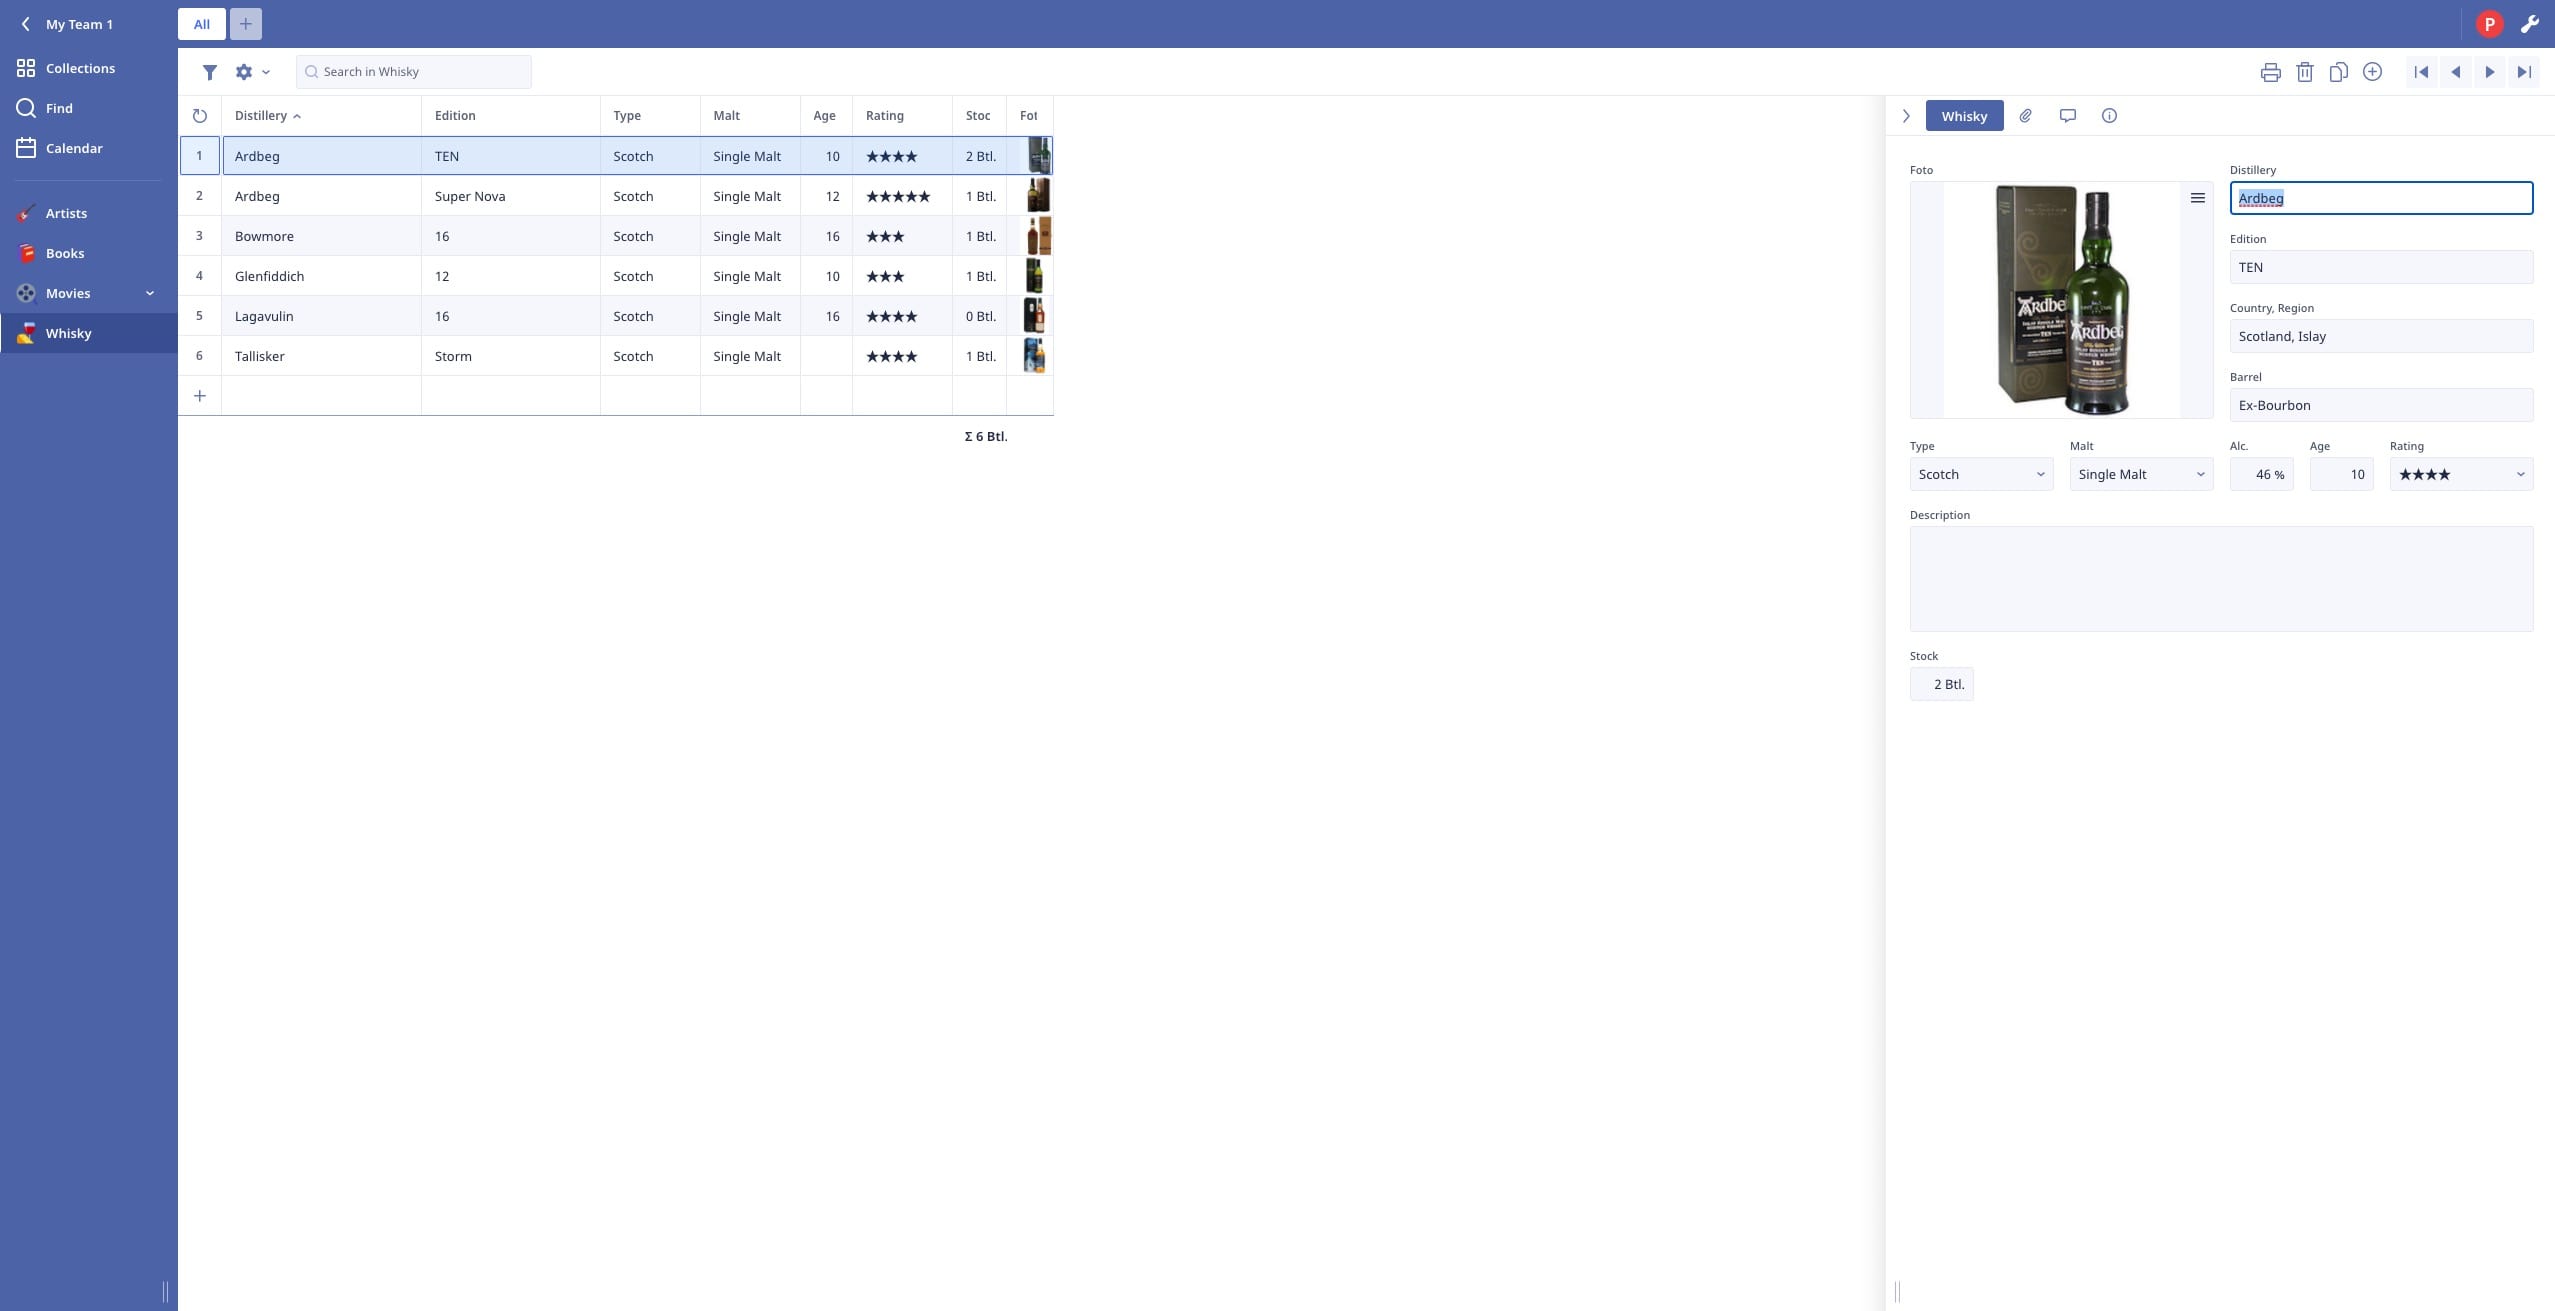 My Team 1
Collections
Find
Calendar
Artists
Books
Movies
Whisky
All
P
Search in Whisky
Distillery Edition Type Malt Age Rating Stoc Fot
1 Ardbeg TEN Scotch Single Malt 10 ★★★★ 2 Btl.
2 Ardbeg Super Nova Scotch Single Malt 12 ★★★★★ 1 Btl.
3 Bowmore 16 Scotch Single Malt 16 ★★★ 1 Btl.
4 Glenfiddich 12 Scotch Single Malt 10 ★★★ 1 Btl.
5 Lagavulin 16 Scotch Single Malt 16 ★★★★ 0 Btl.
6 Tallisker Storm Scotch Single Malt ★★★★ 1 Btl.
Σ 6 Btl.
Whisky
Foto
Ardbeg
TEN
Distillery
Ardbeg
Edition
TEN
Country, Region
Scotland, Islay
Barrel
Ex-Bourbon
Type Malt Alc. Age Rating
Scotch Single Malt 46 % 10 ★★★★
Description
Stock
2 Btl.